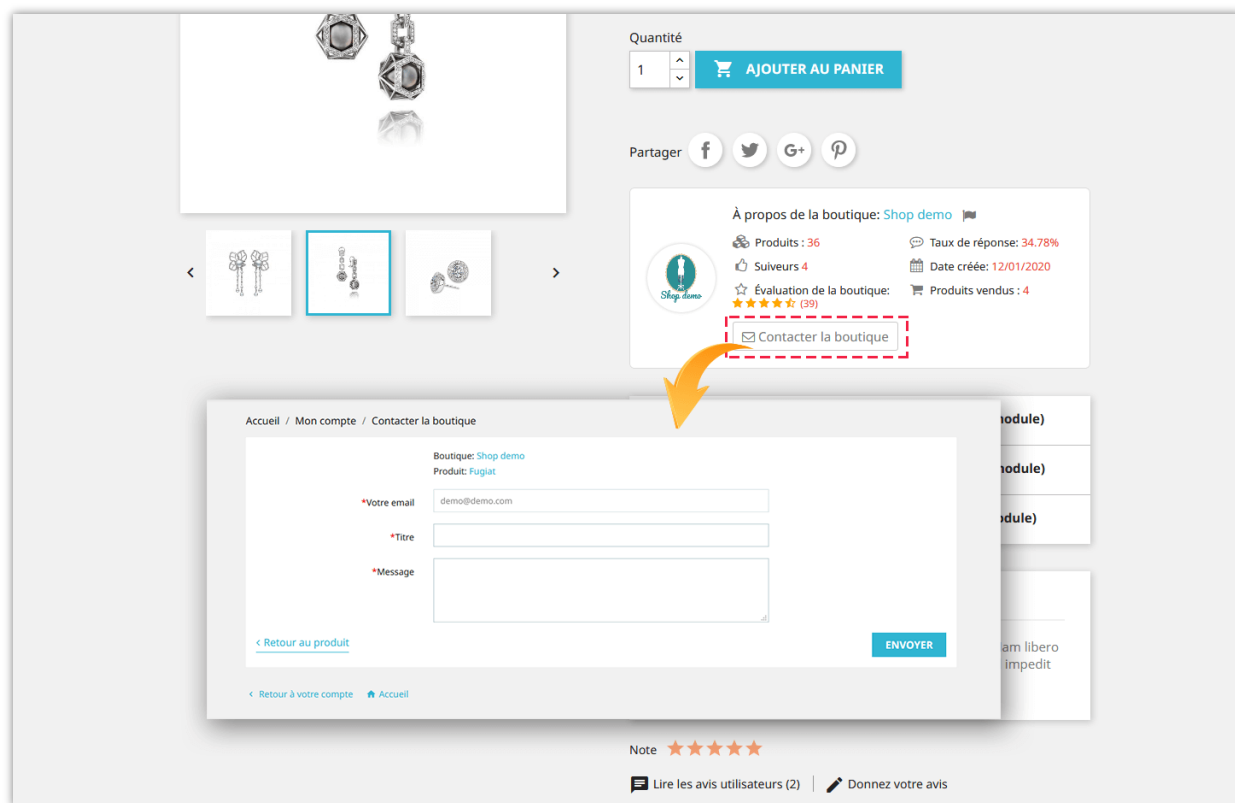 Quantité
1
AJOUTER AU PANIER
Partager
G+
À propos de la boutique: Shop demo
Produits : 36
Taux de réponse: 34.78%
Suiveurs 4
Date créée: 12/01/2020
Évaluation de la boutique:
(39)
Produits vendus : 4
Shop demo
Contacter la boutique
Accueil / Mon compte / Contacter la boutique
Boutique: Shop demo
Produit: Fugiat
*Votre email
demo@demo.com
*Titre
*Message
< Retour au produit
ENVOYER
< Retour à votre compte
Accueil
module)
module)
odule)
am libero
impedit
Note
Lire les avis utilisateurs (2)
Donnez votre avis